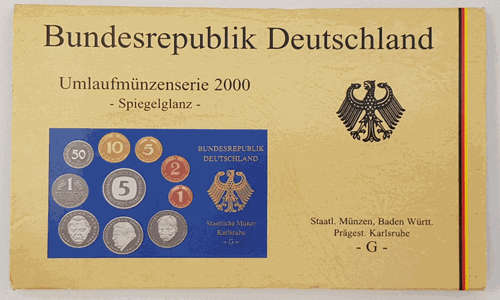 Bundesrepublik Deutschland
Umlaufmünzenserie 2000
- Spiegelglanz -
50
10
5
2
1
5
1
BUNDESREPUBLIK
DEUTSCHLAND
Staatliche Münze
Karlsruhe
- G -
Staatl. Münzen, Baden Württ.
Prägest. Karlsruhe
- G -